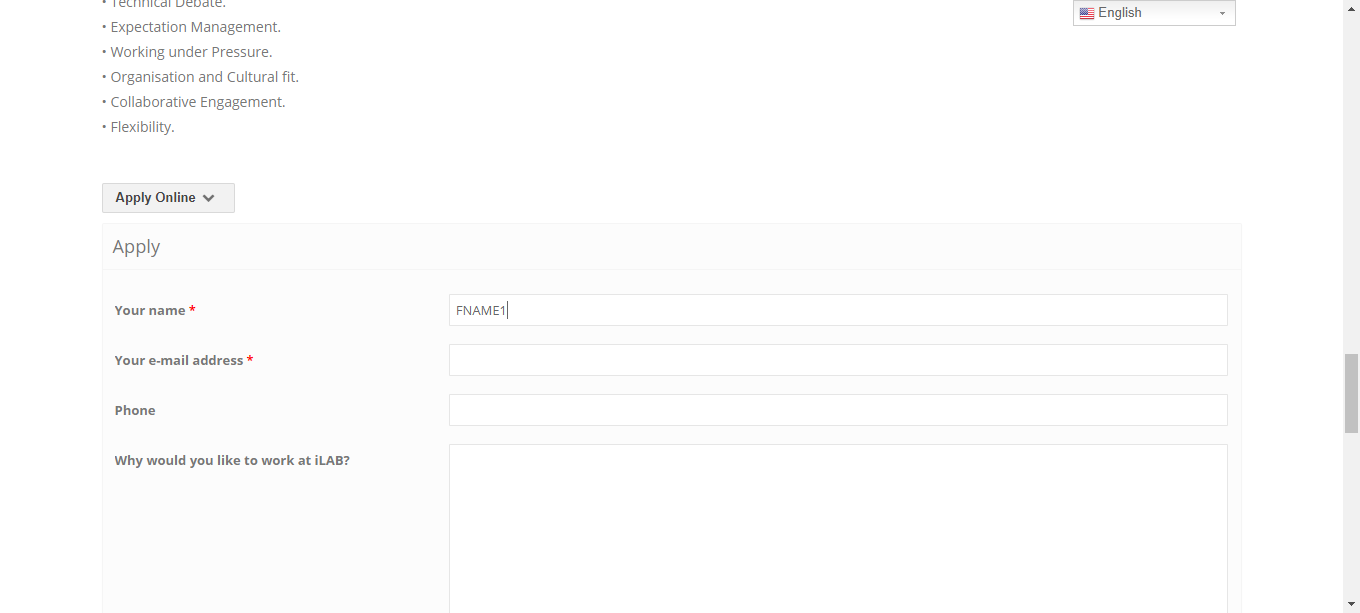 • Technical Debate.
English
• Expectation Management.
• Working under Pressure.
• Organisation and Cultural fit.
• Collaborative Engagement.
• Flexibility.
Apply Online
Apply
Your name *
FNAME1
Your e-mail address *
Phone
Why would you like to work at iLAB?